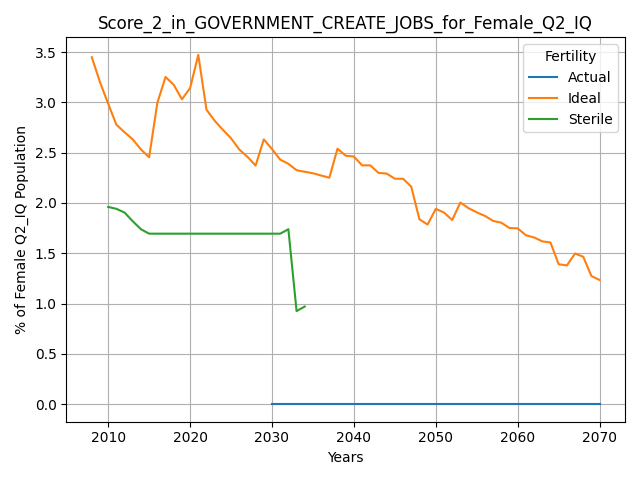 Score_2_in_GOVERNMENT_CREATE_JOBS_for_Female_Q2_IQ
Fertility
Actual
Ideal
Sterile
% of Female Q2_IQ Population
3.5
3.0
2.5
2.0
1.5
1.0
0.5
0.0
2010 2020 2030 2040 2050 2060 2070
Years